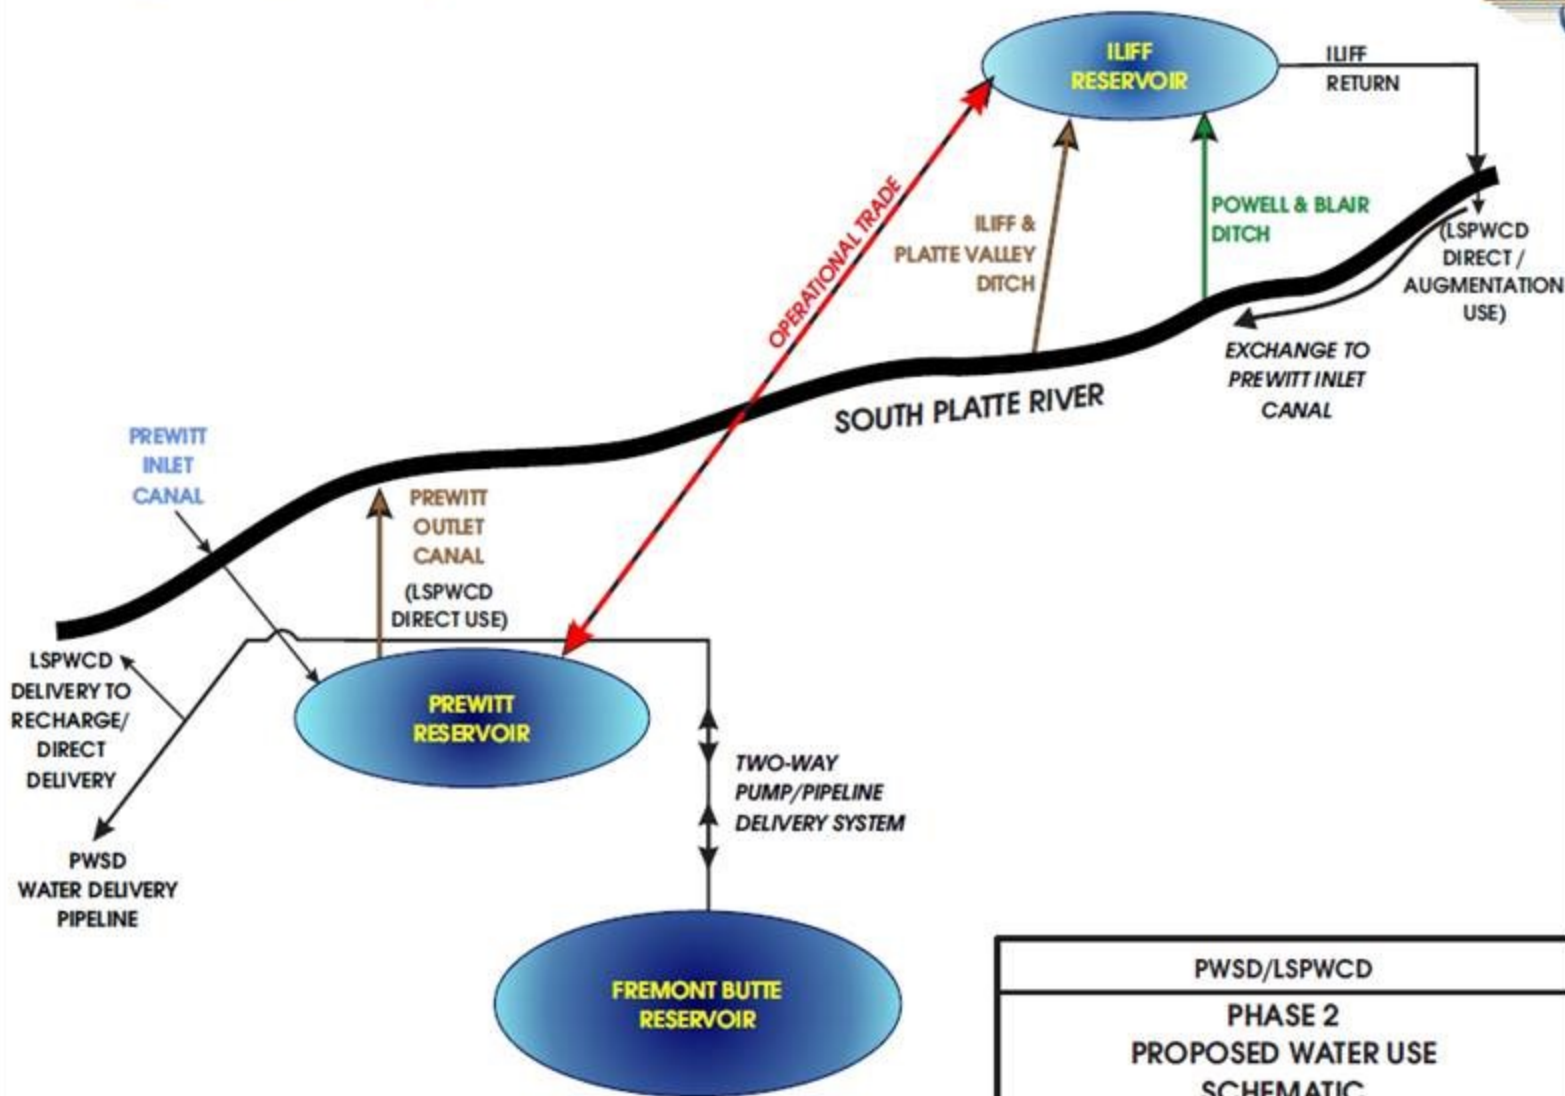 ILIFF
RESERVOIR
ILIFF
RETURN
OPERATIONAL TRADE
ILIFF &
PLATTE VALLEY
DITCH
POWELL & BLAIR
DITCH
(LSPWCD
DIRECT /
AUGMENTATION
USE)
EXCHANGE TO
PREWITT INLET
CANAL
SOUTH PLATTE RIVER
PREWITT
INLET
CANAL
PREWITT
OUTLET
CANAL
(LSPWCD
DIRECT USE)
LSPWCD
DELIVERY TO
RECHARGE/
DIRECT
DELIVERY
PREWITT
RESERVOIR
TWO-WAY
PUMP/PIPELINE
DELIVERY SYSTEM
PWSD
WATER DELIVERY
PIPELINE
FREMONT BUTTE
RESERVOIR
PWSD/LSPWCD
PHASE 2
PROPOSED WATER USE
SCHEMATIC